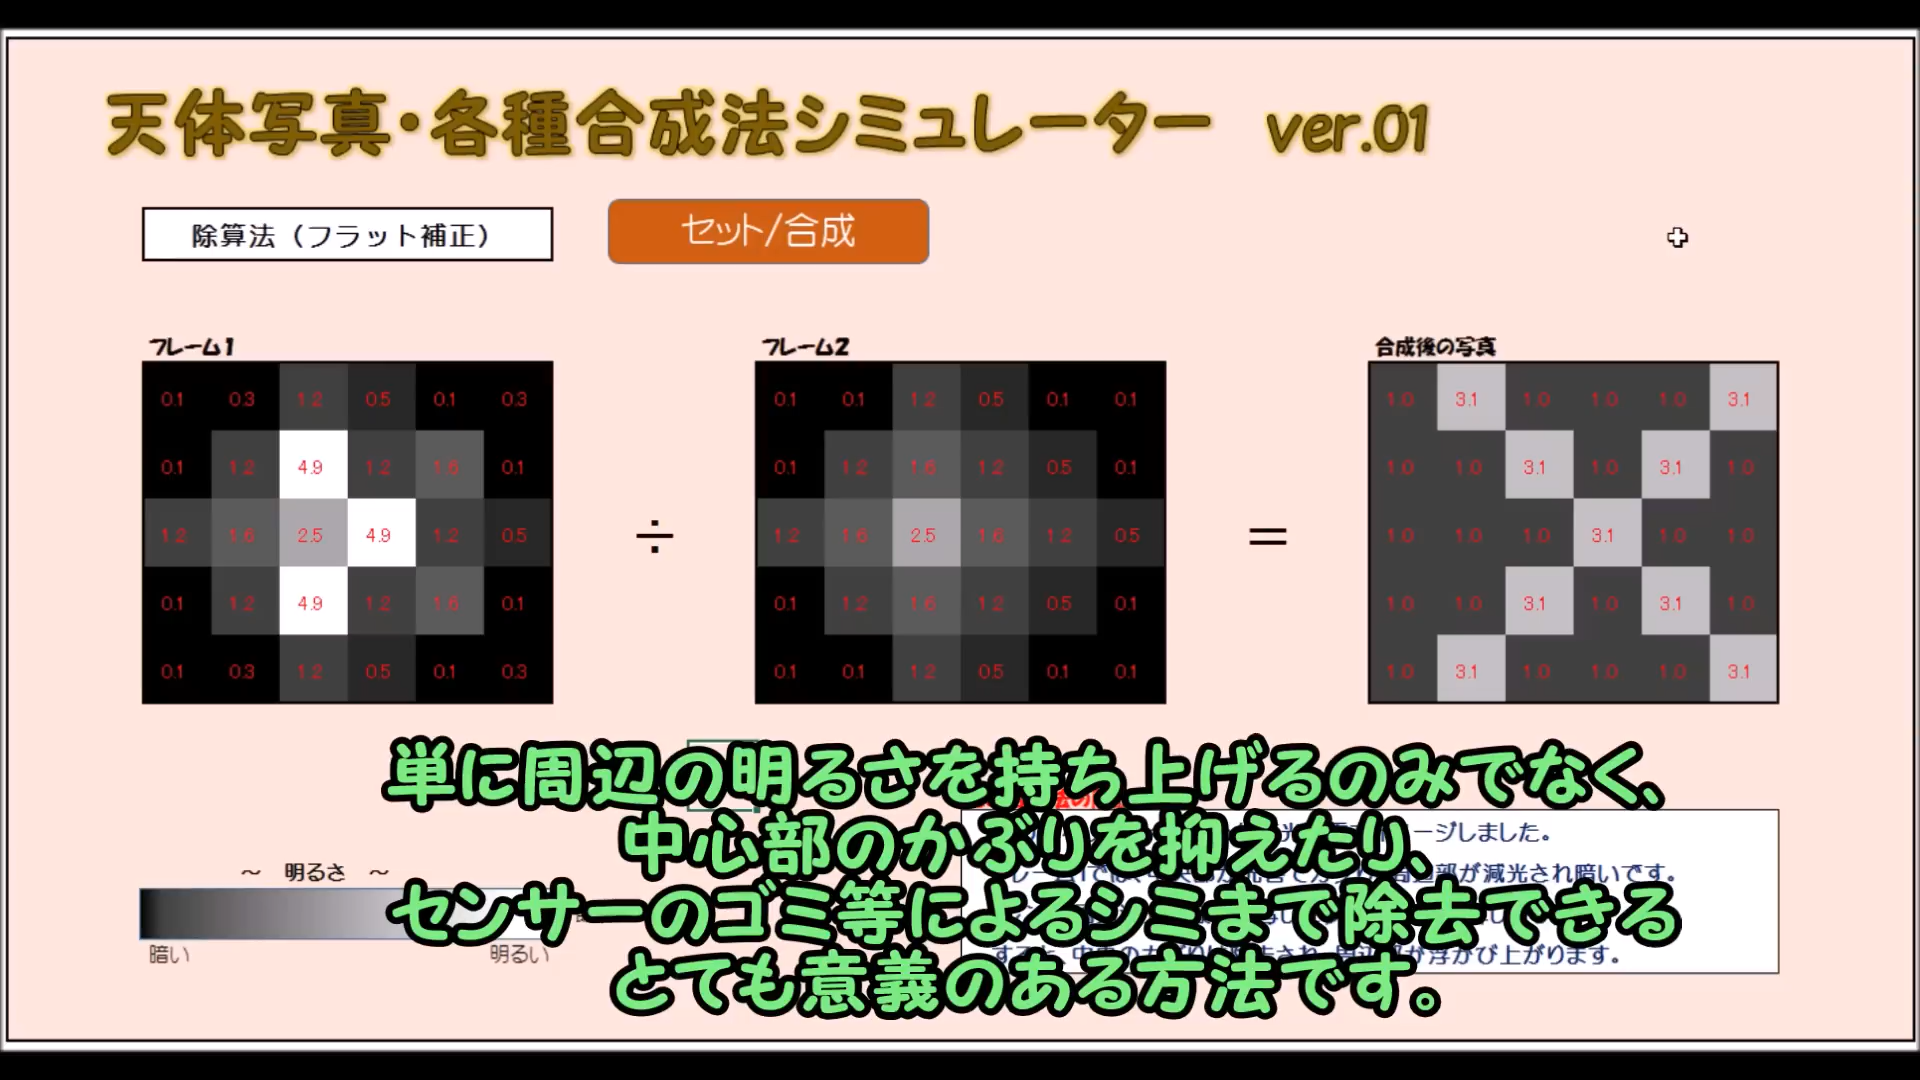 天体写真・各種合成法シミュレーター ver.01
除算法（フラット補正）
セット/合成
フレーム1
フレーム2
合成後の写真
0.1 0.3 1.2 0.5 0.1 0.3
0.1 1.2 4.9 1.2 1.6 0.1
1.2 1.6 2.5 4.9 1.2 0.5
0.1 1.2 4.9 1.2 1.6 0.1
0.1 0.3 1.2 0.5 0.1 0.3
÷
0.1 0.1 1.2 0.5 0.1 0.1
0.1 1.2 1.6 1.2 0.5 0.1
1.2 1.6 2.5 1.6 1.2 0.5
0.1 1.2 1.6 1.2 0.5 0.1
0.1 0.1 1.2 0.5 0.1 0.1
＝
1.0 3.1 1.0 1.0 1.0 3.1
1.0 1.0 3.1 1.0 3.1 1.0
1.0 1.0 1.0 3.1 1.0 1.0
1.0 1.0 3.1 1.0 3.1 1.0
1.0 3.1 1.0 1.0 1.0 3.1
単に周辺の明るさを持ち上げるのみでなく、
中心部のかぶりを抑えたり、
センサーのゴミ等によるシミまで除去できる
とても意義のある方法です。
～ 明るさ ～
暗い
明るい
ージしました。
部が減光され暗いです。
が浮かび上がります。